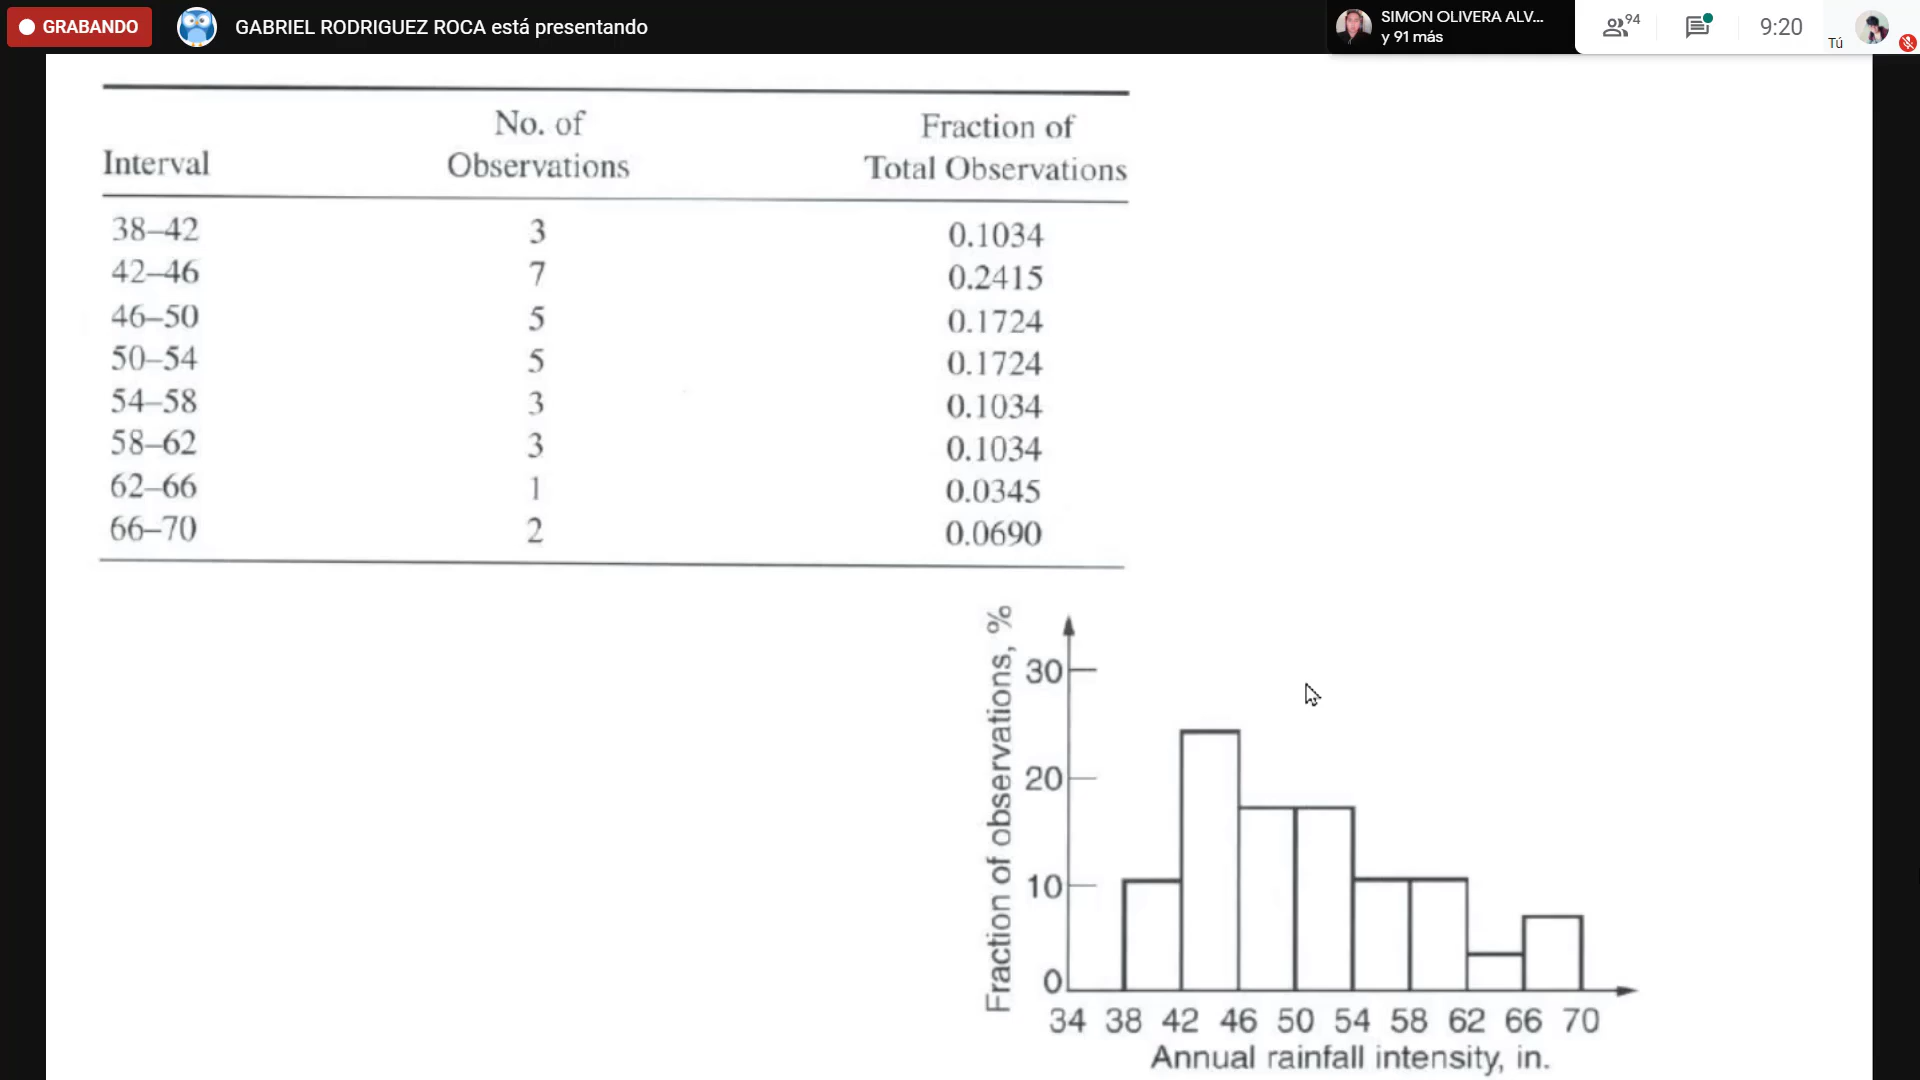 GRABANDO
GABRIEL RODRIGUEZ ROCA está presentando
SIMON OLIVERA ALV...
y 91 más
94
9:20
Tú
Interval No. of Observations Fraction of Total Observations
38–42 3 0.1034
42–46 7 0.2415
46–50 5 0.1724
50–54 5 0.1724
54–58 3 0.1034
58–62 3 0.1034
62–66 1 0.0345
66–70 2 0.0690
Fraction of observations, %
30
20
10
0
34 38 42 46 50 54 58 62 66 70
Annual rainfall intensity, in.